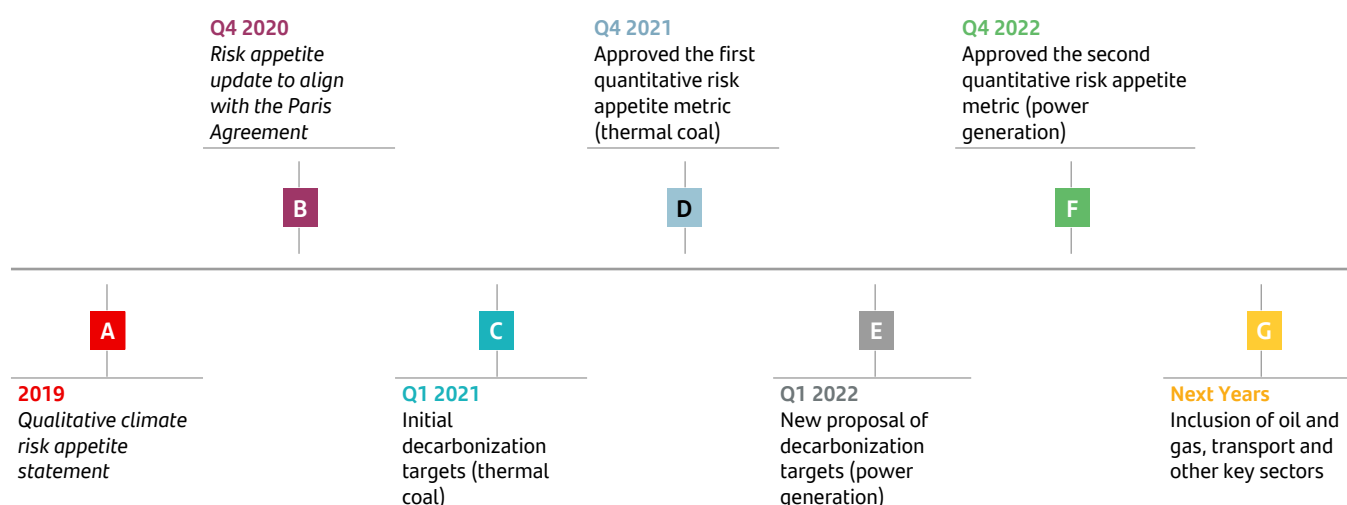 Q4 2020
Risk appetite
update to align
with the Paris
Agreement
Q4 2021
Approved the first
quantitative risk
appetite metric
(thermal coal)
Q4 2022
Approved the second
quantitative risk appetite
metric (power
generation)
B
D
F
A
C
E
G
2019
Qualitative climate
risk appetite
statement
Q1 2021
Initial
decarbonization
targets (thermal
coal)
Q1 2022
New proposal of
decarbonization
targets (power
generation)
Next Years
Inclusion of oil and
gas, transport and
other key sectors